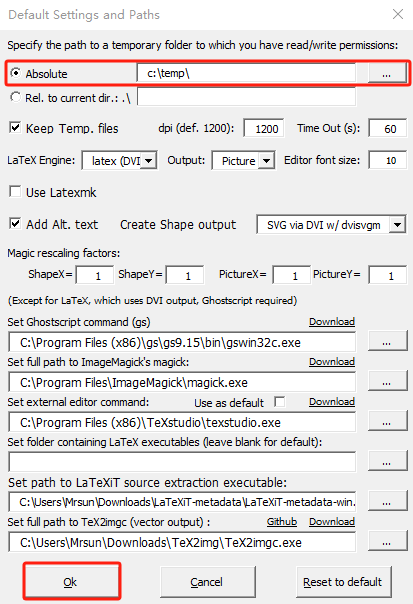 Default Settings and Paths
Specify the path to a temporary folder to which you have read/write permissions:
Absolute c:\temp\ ...
Rel. to current dir.: .\
Keep Temp. files dpi (def. 1200): 1200 Time Out (s): 60
LaTeX Engine: latex (DVI Output: Picture Editor font size: 10
Use Latexmk
Add Alt. text Create Shape output SVG via DVI w/ dvisvgm
Magic rescaling factors:
ShapeX= 1 ShapeY= 1 PictureX= 1 PictureY= 1
(Except for LaTeX, which uses DVI output, Ghostscript required)
Set Ghostscript command (gs) Download
C:\Program Files (x86)\gs\gs9.15\bin\gswin32c.exe ...
Set full path to ImageMagick's magick: Download
C:\Program Files\ImageMagick\magick.exe ...
Set external editor command: Use as default Download
C:\Program Files (x86)\TeXstudio\texstudio.exe ...
Set folder containing LaTeX executables (leave blank for default):
...
Set path to LaTeXiT source extraction executable:
C:\Users\Mrsun\Downloads\LaTeXiT-metadata\LaTeXiT-metadata-win. ...
Set full path to TeX2imgc (vector output) : Github Download
C:\Users\Mrsun\Downloads\TeX2img\TeX2imgc.exe ...
Ok Cancel Reset to default